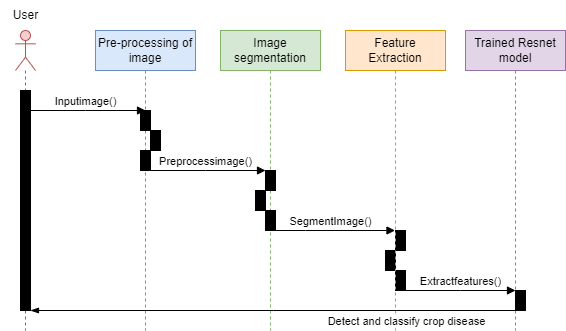 User
Pre-processing of
image
Image
segmentation
Feature
Extraction
Trained Resnet
model
Inputimage()
Preprocessimage()
SegmentImage()
Extractfeatures()
Detect and classify crop disease